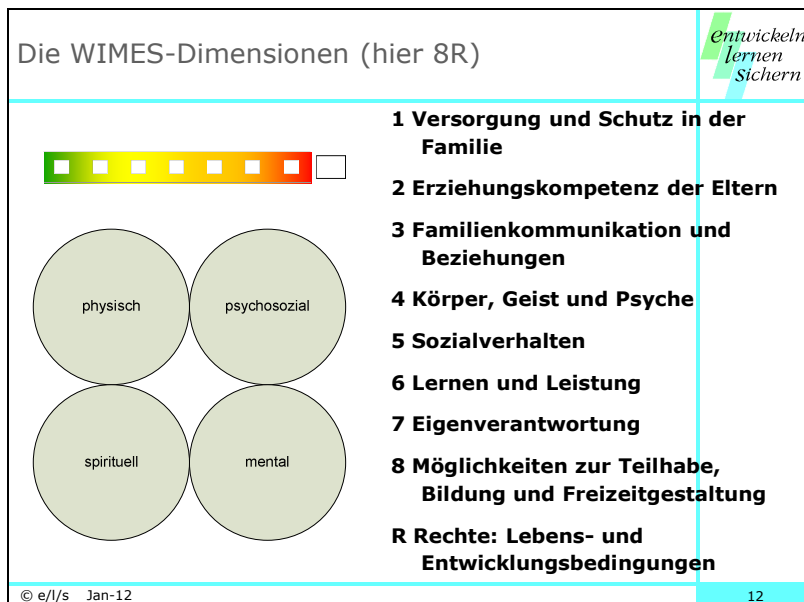 Die WIMES-Dimensionen (hier 8R)
entwickeln
lernen
sichern
1 Versorgung und Schutz in der
Familie
2 Erziehungskompetenz der Eltern
3 Familienkommunikation und
Beziehungen
4 Körper, Geist und Psyche
5 Sozialverhalten
6 Lernen und Leistung
7 Eigenverantwortung
8 Möglichkeiten zur Teilhabe,
Bildung und Freizeitgestaltung
R Rechte: Lebens- und
Entwicklungsbedingungen
physisch
psychosozial
spirituell
mental
© e/l/s Jan-12
12